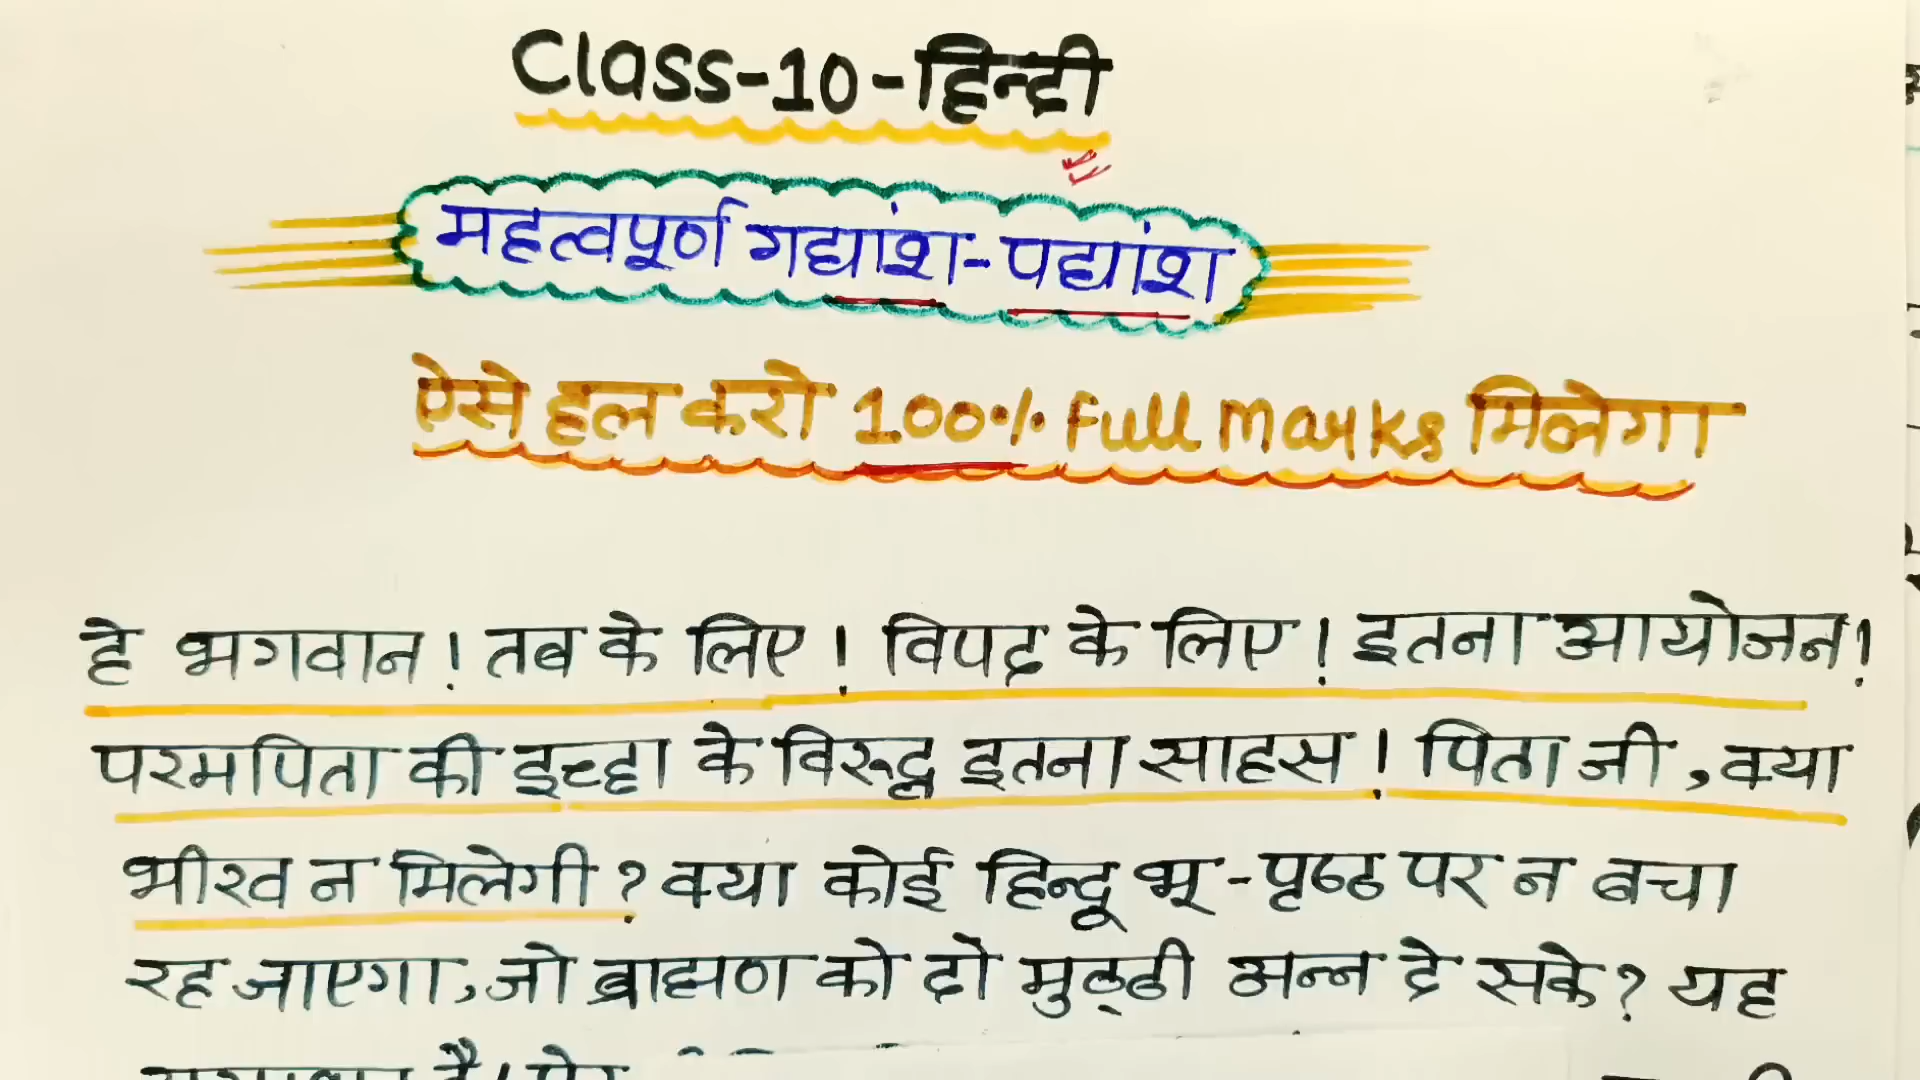 Class-10-हिन्दी
महत्वपूर्ण गद्यांश-पद्यांश
ऐसे हल करो 100% Full Marks मिलेगा
हे भगवान! तब के लिए! विपद के लिए! इतना आयोजन!
परमपिता की इच्छा के विरुद्ध इतना साहस! पिता जी, क्या
भीख न मिलेगी? क्या कोई हिन्दू भू-पृष्ठ पर न बचा
रह जाएगा, जो ब्राह्मण को दो मुठ्ठी अन्न दे सके? यह